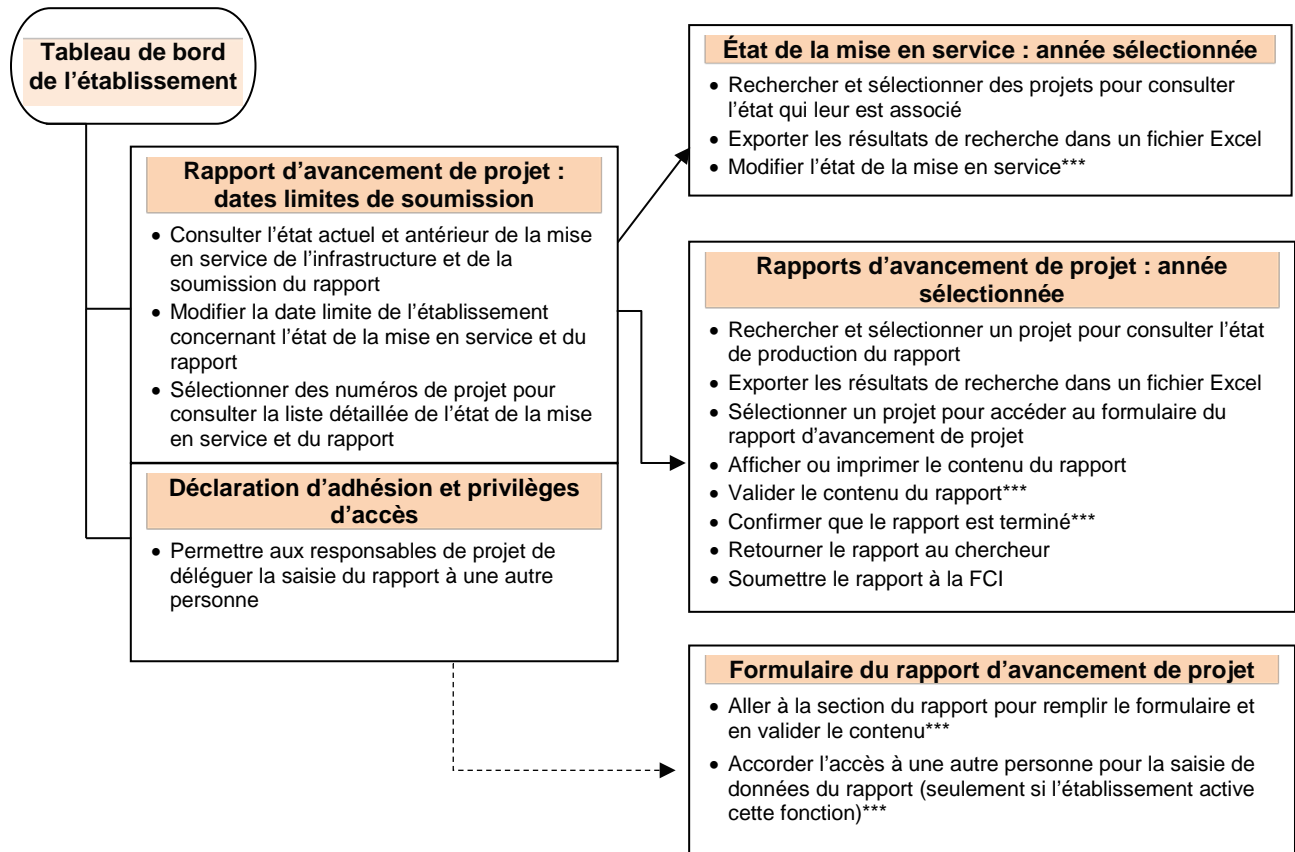 Tableau de bord
de l’établissement
Rapport d’avancement de projet :
dates limites de soumission
• Consulter l’état actuel et antérieur de la mise
en service de l’infrastructure et de la
soumission du rapport
• Modifier la date limite de l’établissement
concernant l’état de la mise en service et du
rapport
• Sélectionner des numéros de projet pour
consulter la liste détaillée de l’état de la mise
en service et du rapport
Déclaration d’adhésion et privilèges
d’accès
• Permettre aux responsables de projet de
déléguer la saisie du rapport à une autre
personne
État de la mise en service : année sélectionnée
• Rechercher et sélectionner des projets pour consulter
l’état qui leur est associé
• Exporter les résultats de recherche dans un fichier Excel
• Modifier l’état de la mise en service***
Rapports d’avancement de projet : année
sélectionnée
• Rechercher et sélectionner un projet pour consulter l’état
de production du rapport
• Exporter les résultats de recherche dans un fichier Excel
• Sélectionner un projet pour accéder au formulaire du
rapport d’avancement de projet
• Afficher ou imprimer le contenu du rapport
• Valider le contenu du rapport***
• Confirmer que le rapport est terminé***
• Retourner le rapport au chercheur
• Soumettre le rapport à la FCI
Formulaire du rapport d’avancement de projet
• Aller à la section du rapport pour remplir le formulaire et
en valider le contenu***
• Accorder l’accès à une autre personne pour la saisie de
données du rapport (seulement si l’établissement active
cette fonction)***